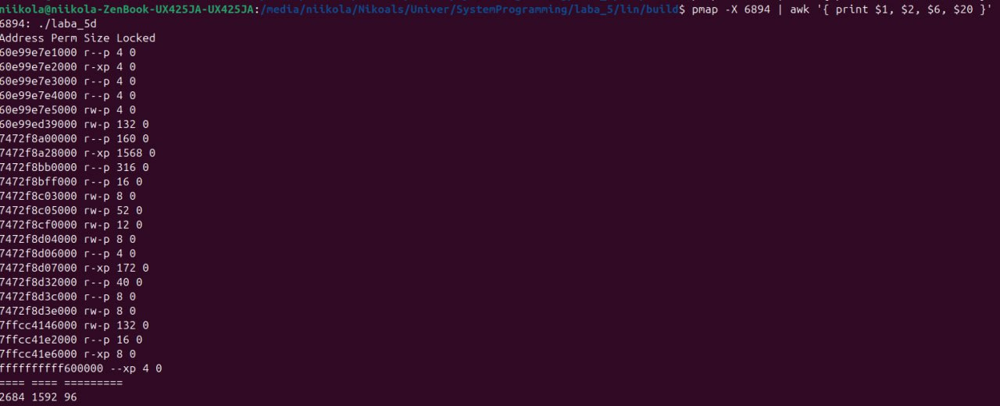 niikola@niikola-ZenBook-UX425JA-UX425JA:/media/niikola/Nikoals/Univer/SystemProgramming/laba_5/lin/build$ pmap -X 6894 | awk '{ print $1, $2, $6, $20 }'
6894: ./laba_5d
Address Perm Size Locked
60e99e7e1000 r--p 4 0
60e99e7e2000 r-xp 4 0
60e99e7e3000 r--p 4 0
60e99e7e4000 r--p 4 0
60e99e7e5000 rw-p 4 0
60e99ed39000 rw-p 132 0
7472f8a00000 r--p 160 0
7472f8a28000 r-xp 1568 0
7472f8bb0000 r--p 316 0
7472f8bff000 r--p 16 0
7472f8c03000 rw-p 8 0
7472f8c05000 rw-p 52 0
7472f8cf0000 rw-p 12 0
7472f8d04000 rw-p 8 0
7472f8d06000 r--p 4 0
7472f8d07000 r-xp 172 0
7472f8d32000 r--p 40 0
7472f8d3c000 r--p 8 0
7472f8d3e000 rw-p 8 0
7ffcc4146000 rw-p 132 0
7ffcc41e2000 r--p 16 0
7ffcc41e6000 r-xp 8 0
ffffffffff600000 --xp 4 0
==== ==== =========
2684 1592 96